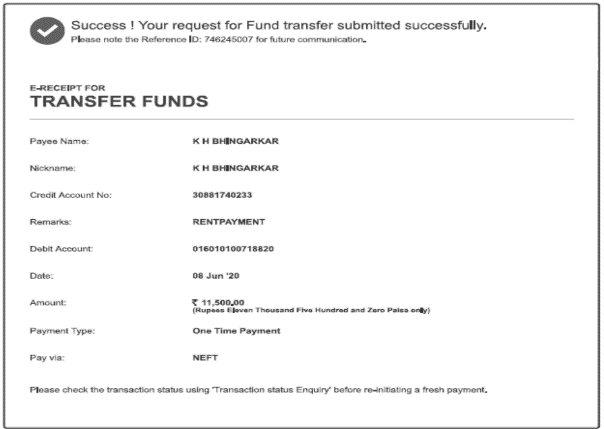 Success ! Your request for Fund transfer submitted successfully.
Please note the Reference ID: 746245007 for future communication.
E-RECEIPT FOR
TRANSFER FUNDS
Payee Name: K H BHINGARKAR
Nickname: K H BHINGARKAR
Credit Account No: 30881740233
Remarks: RENTPAYMENT
Debit Account: 016010100718820
Date: 08 Jun '20
Amount: ₹ 11,500.00
(Rupees Eleven Thousand Five Hundred and Zero Paisa only)
Payment Type: One Time Payment
Pay via: NEFT
Please check the transaction status using 'Transaction status Enquiry' before re-initiating a fresh payment.